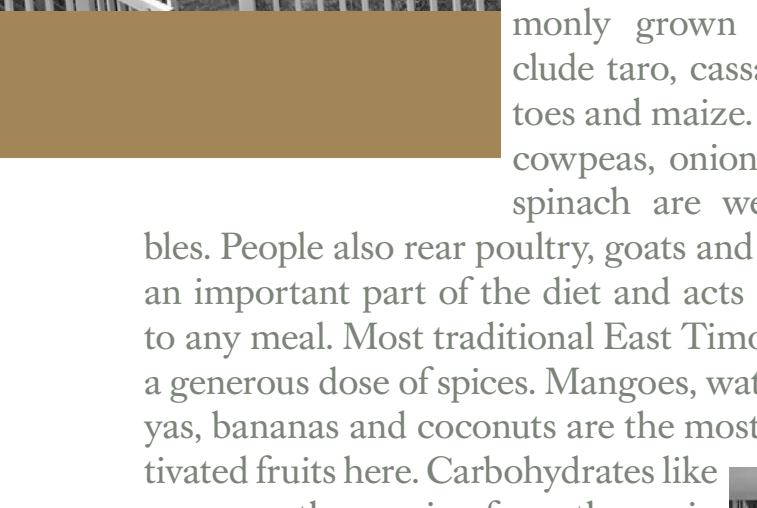 monly grown
clude taro, cass
toes and maize.
cowpeas, onion
spinach are we
bles. People also rear poultry, goats and
an important part of the diet and acts
to any meal. Most traditional East Timo
a generous dose of spices. Mangoes, wat
yas, bananas and coconuts are the most
tivated fruits here. Carbohydrates like